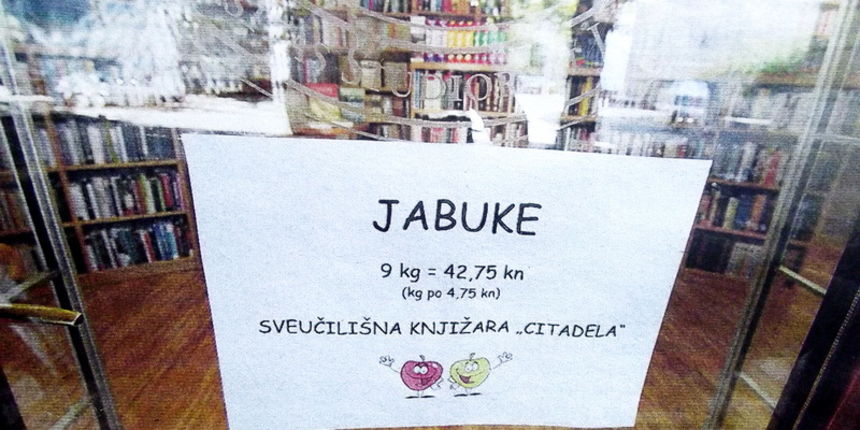 JABUKE
9 kg = 42,75 kn
(kg po 4,75 kn)
SVEUČILIŠNA KNJIŽARA „CITADELA“